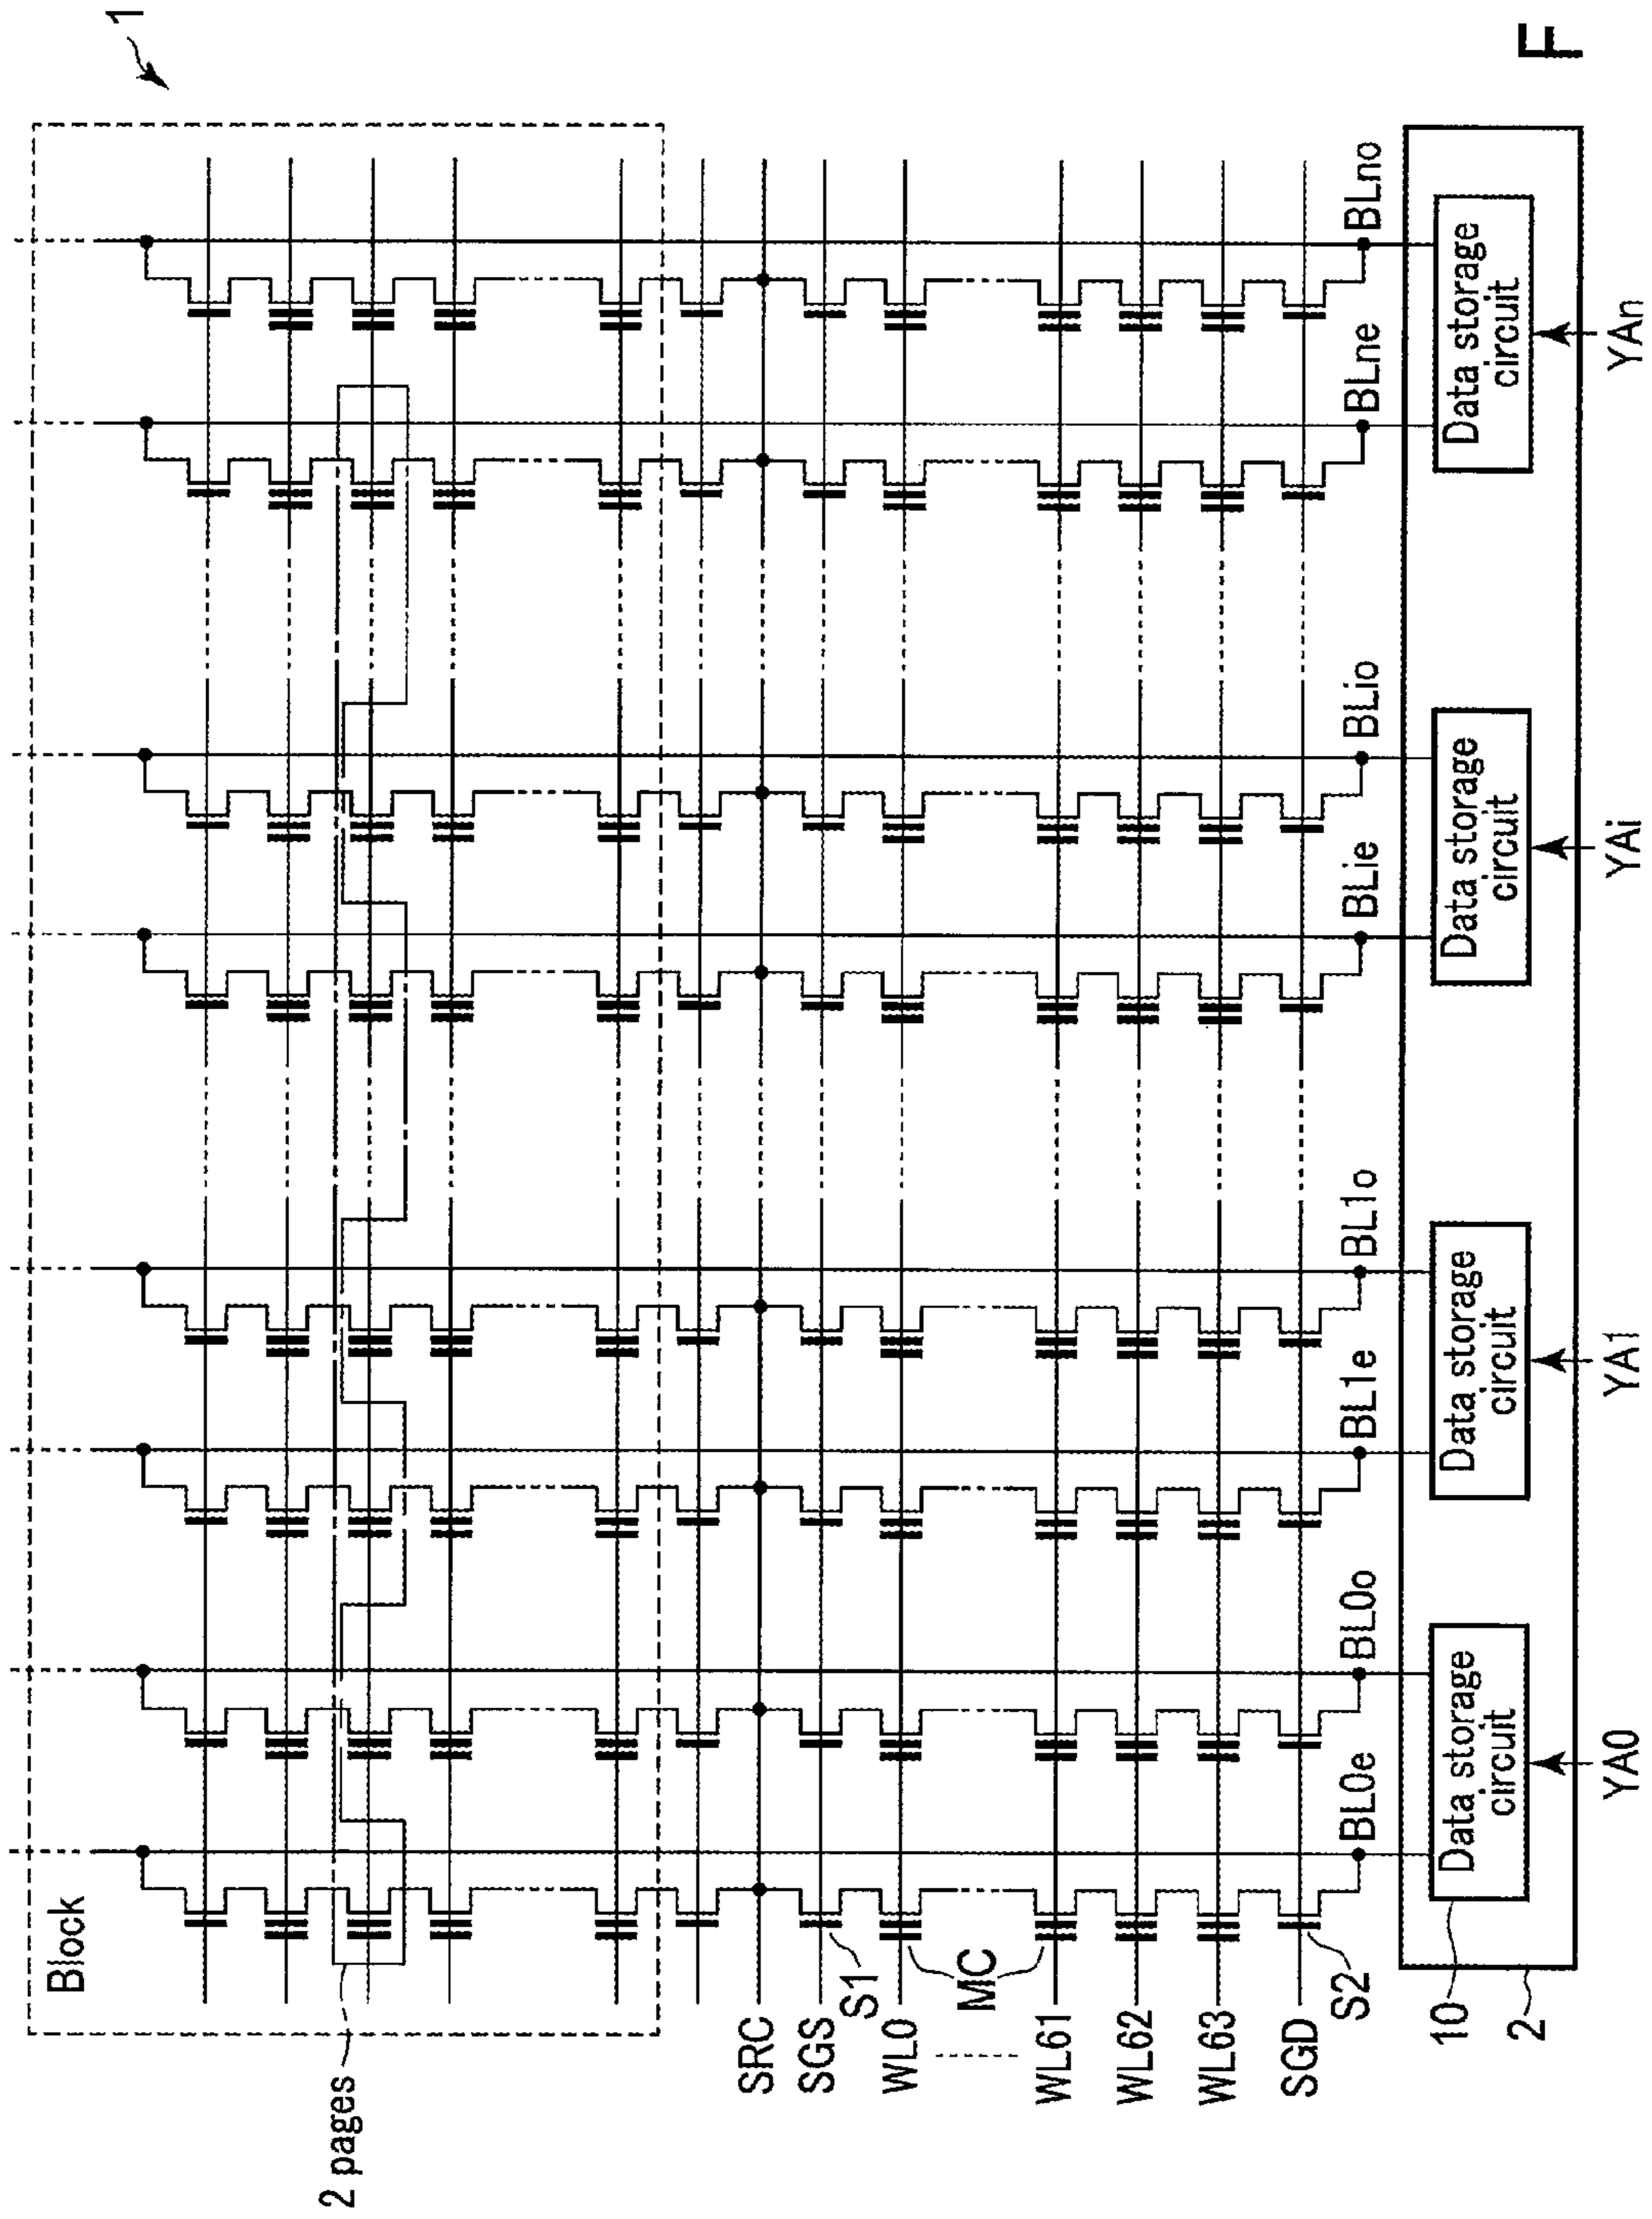 1
Block
2 pages
SRC
SGS
S1
WL0
MC
WL61
WL62
WL63
SGD
S2
BL0e
BL0o
BL1e
BL1o
BLie
BLio
BLne
BLno
Data storage
circuit
Data storage
circuit
Data storage
circuit
Data storage
circuit
10
2
YA0
YA1
YAi
YAn
F